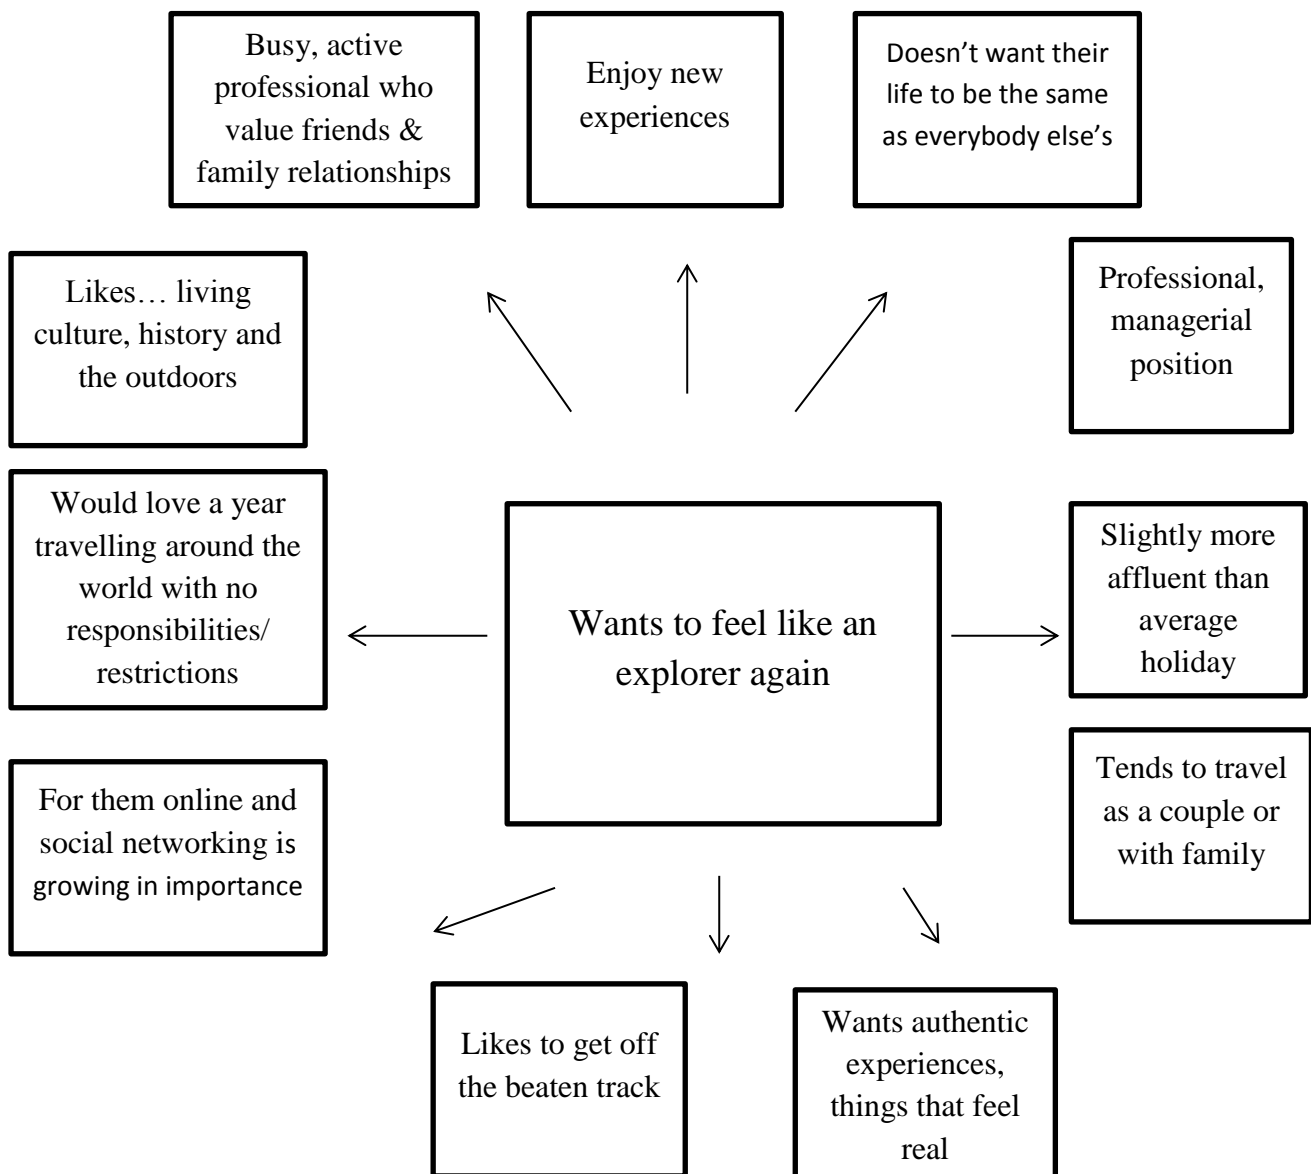 Busy, active
professional who
value friends &
family relationships
Enjoy new
experiences
Doesn’t want their
life to be the same
as everybody else’s
Likes… living
culture, history and
the outdoors
Professional,
managerial
position
Would love a year
travelling around the
world with no
responsibilities/
restrictions
Wants to feel like an
explorer again
Slightly more
affluent than
average
holiday
For them online and
social networking is
growing in importance
Tends to travel
as a couple or
with family
Likes to get off
the beaten track
Wants authentic
experiences,
things that feel
real